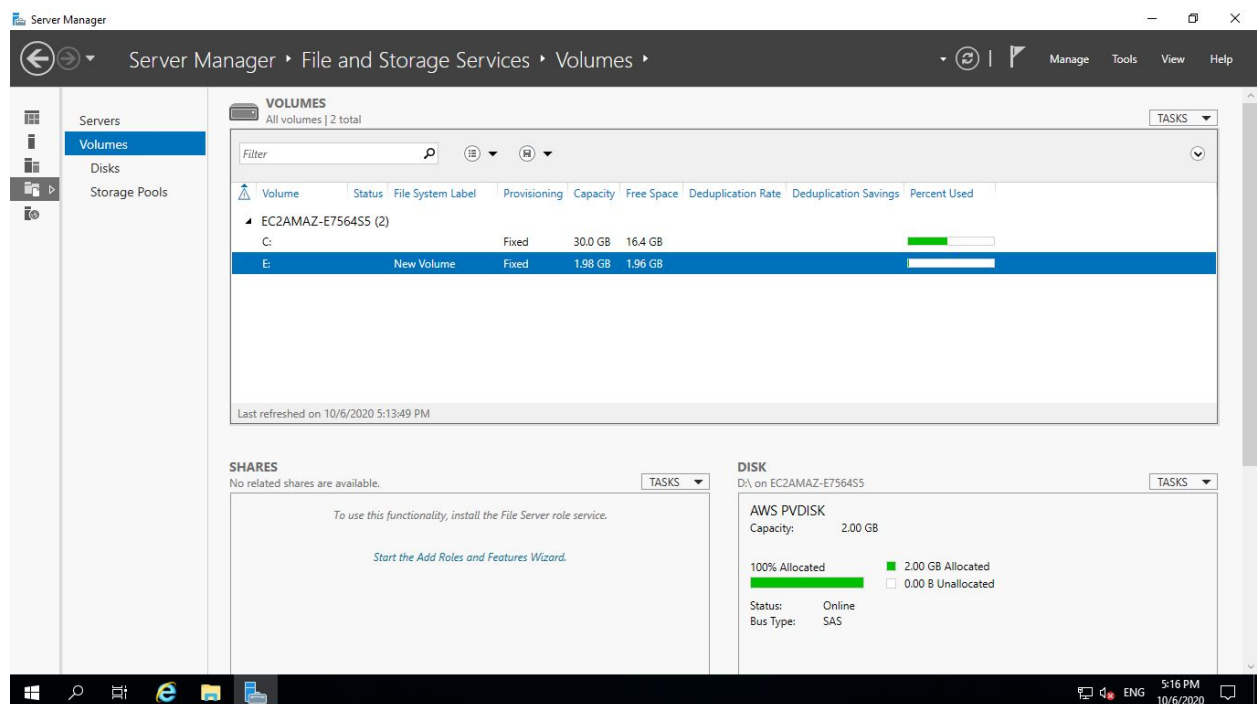 Server Manager
Server Manager • File and Storage Services • Volumes •
Manage Tools View Help
Servers
Volumes
Disks
Storage Pools
VOLUMES
All volumes | 2 total
TASKS
Filter
Volume Status File System Label Provisioning Capacity Free Space Deduplication Rate Deduplication Savings Percent Used
EC2AMAZ-E7564S5 (2)
C: Fixed 30.0 GB 16.4 GB
E: New Volume Fixed 1.98 GB 1.96 GB
Last refreshed on 10/6/2020 5:13:49 PM
SHARES
No related shares are available.
TASKS
To use this functionality, install the File Server role service.
Start the Add Roles and Features Wizard.
DISK
D:\ on EC2AMAZ-E7564S5
TASKS
AWS PVDISK
Capacity: 2.00 GB
100% Allocated
2.00 GB Allocated
0.00 B Unallocated
Status: Online
Bus Type: SAS
ENG
5:16 PM
10/6/2020